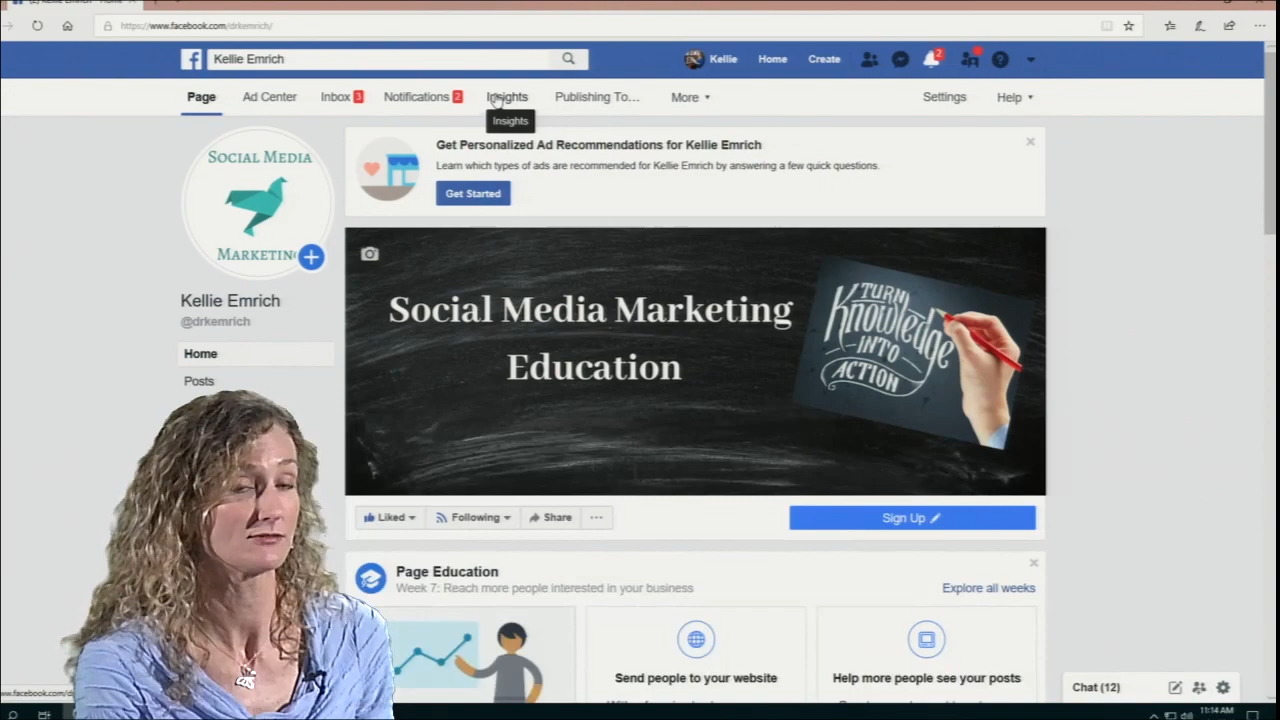 https://www.facebook.com/drkemrich/
Kellie Emrich
Kellie
Home
Create
2
Page
Ad Center
Inbox 3
Notifications 2
Insights
Publishing To...
More
Settings
Help
Insights
Get Personalized Ad Recommendations for Kellie Emrich
Learn which types of ads are recommended for Kellie Emrich by answering a few quick questions.
Get Started
SOCIAL MEDIA
MARKETING
Kellie Emrich
@drkemrich
Home
Posts
Social Media Marketing
Education
TURN
Knowledge
INTO
ACTION
Liked
Following
Share
Sign Up
Page Education
Week 7: Reach more people interested in your business
Explore all weeks
Send people to your website
Help more people see your posts
Chat (12)
11:14 AM